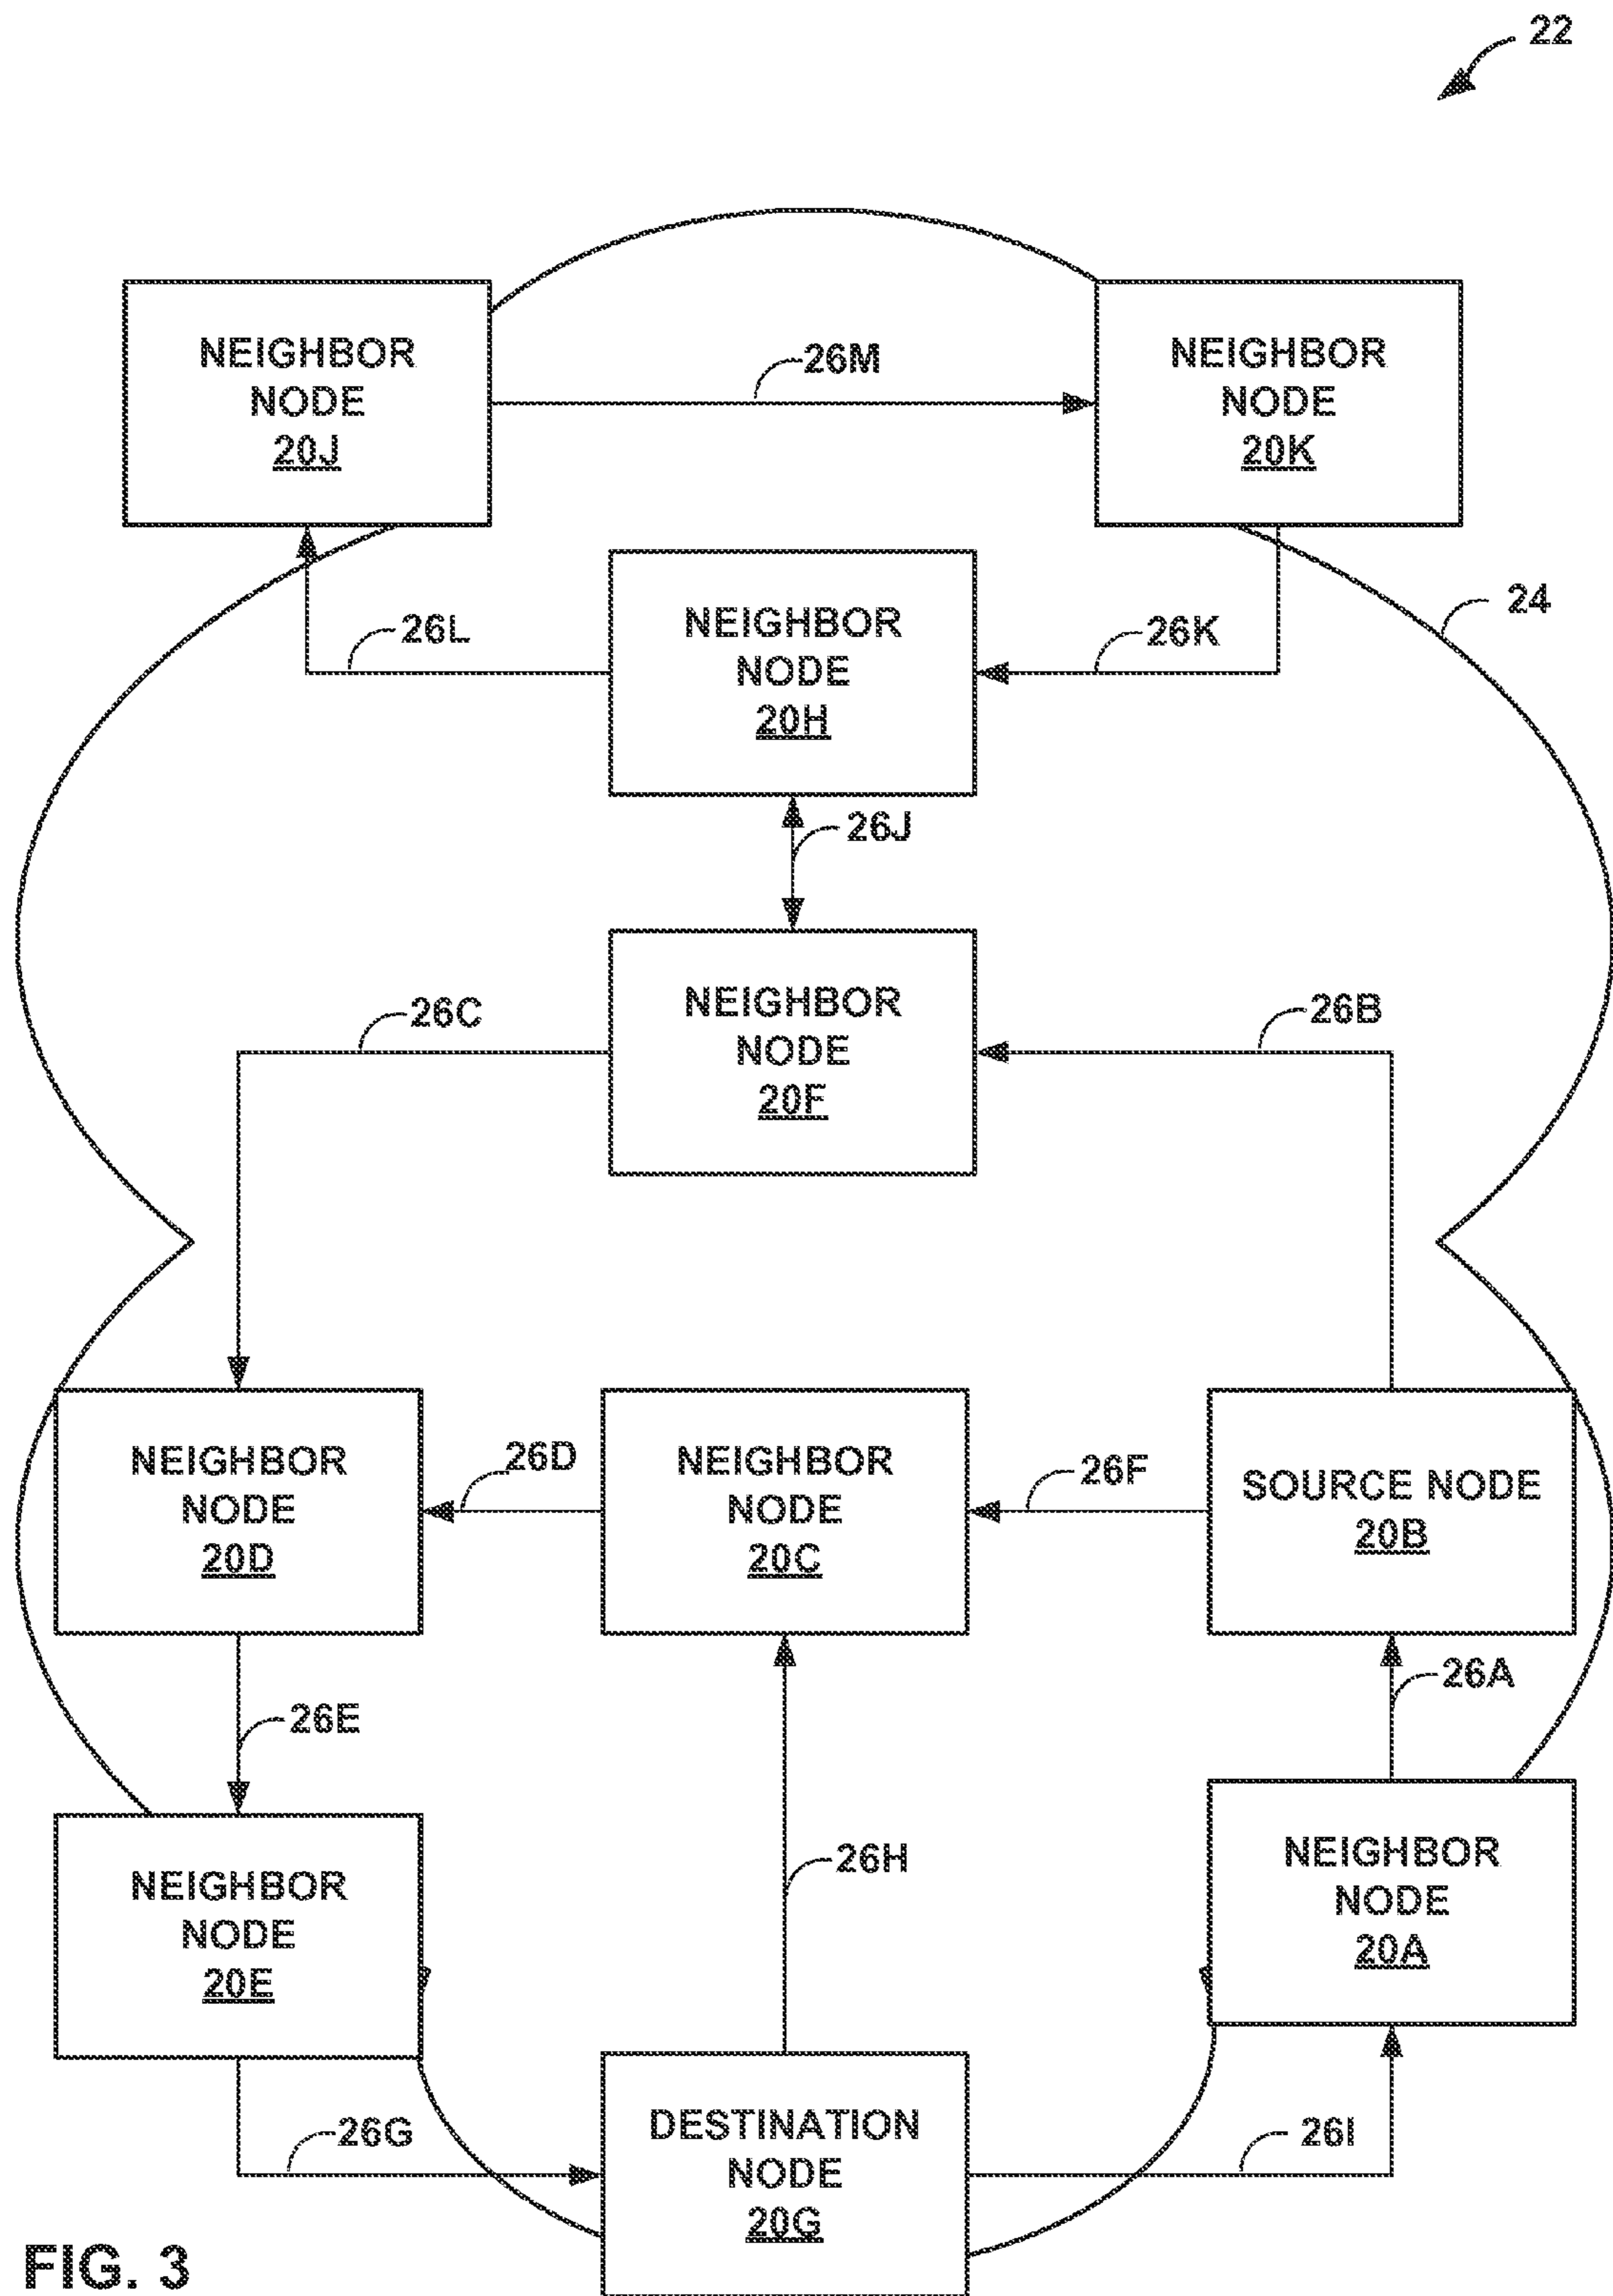 22
NEIGHBOR
NODE
20J
26M
NEIGHBOR
NODE
20K
24
26L
NEIGHBOR
NODE
20H
26K
26J
26C
NEIGHBOR
NODE
20F
26B
NEIGHBOR
NODE
20D
26D
NEIGHBOR
NODE
20C
26F
SOURCE NODE
20B
26E
26A
NEIGHBOR
NODE
20E
26H
NEIGHBOR
NODE
20A
26G
DESTINATION
NODE
20G
26I
FIG. 3